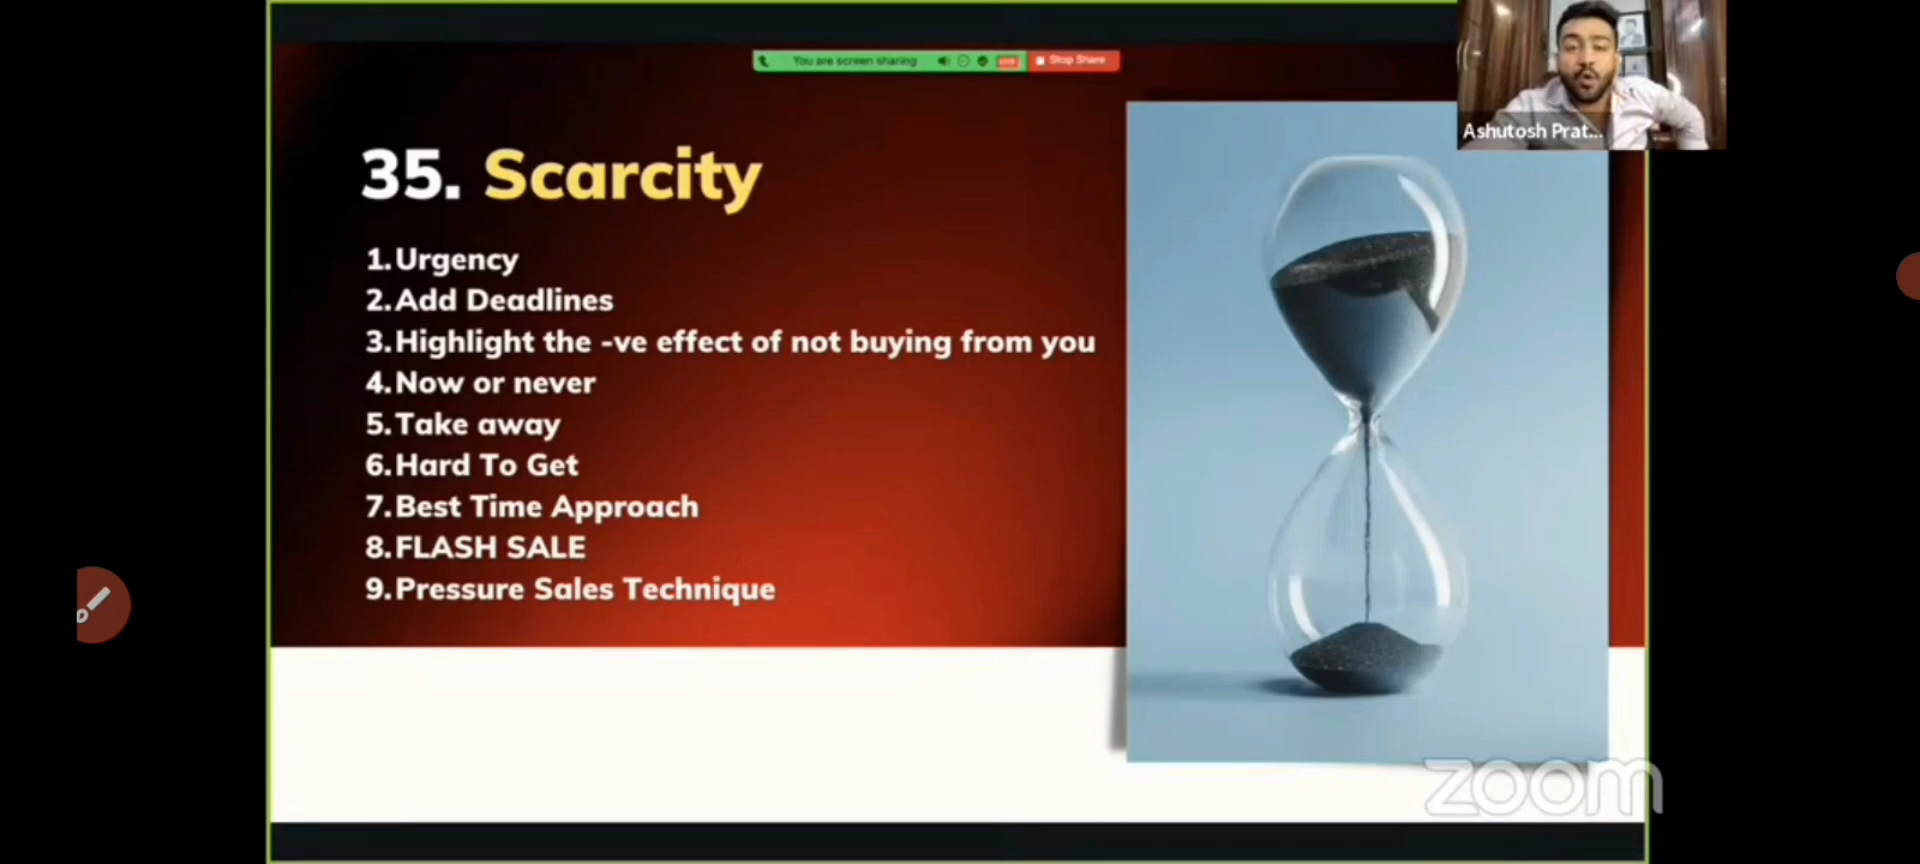 You are screen sharing
LIVE
Stop Share
Ashutosh Prat...
35. Scarcity
1. Urgency
2. Add Deadlines
3. Highlight the -ve effect of not buying from you
4. Now or never
5. Take away
6. Hard To Get
7. Best Time Approach
8. FLASH SALE
9. Pressure Sales Technique
zoom